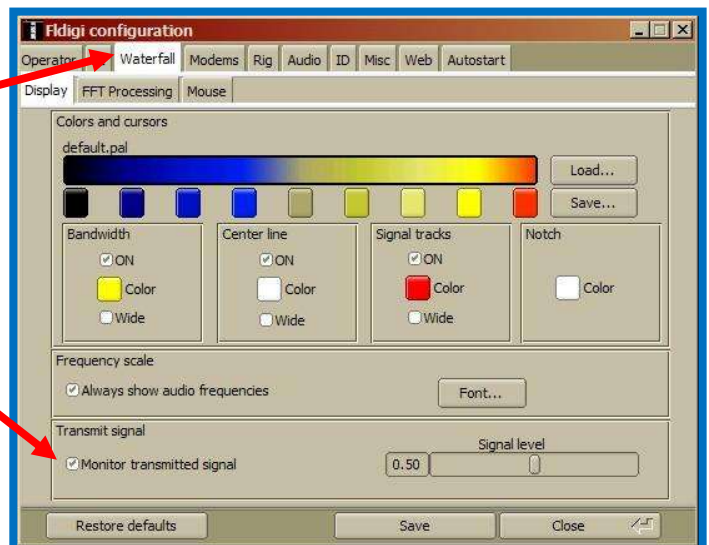 Fldigi configuration
Operator Waterfall Modems Rig Audio ID Misc Web Autostart
Display FFT Processing Mouse
Colors and cursors
default.pal
Load...
Save...
Bandwidth Center line Signal tracks Notch
ON ON ON
Color Color Color Color
Wide Wide Wide
Frequency scale
Always show audio frequencies Font...
Transmit signal
Signal level
Monitor transmitted signal 0.50
Restore defaults Save Close